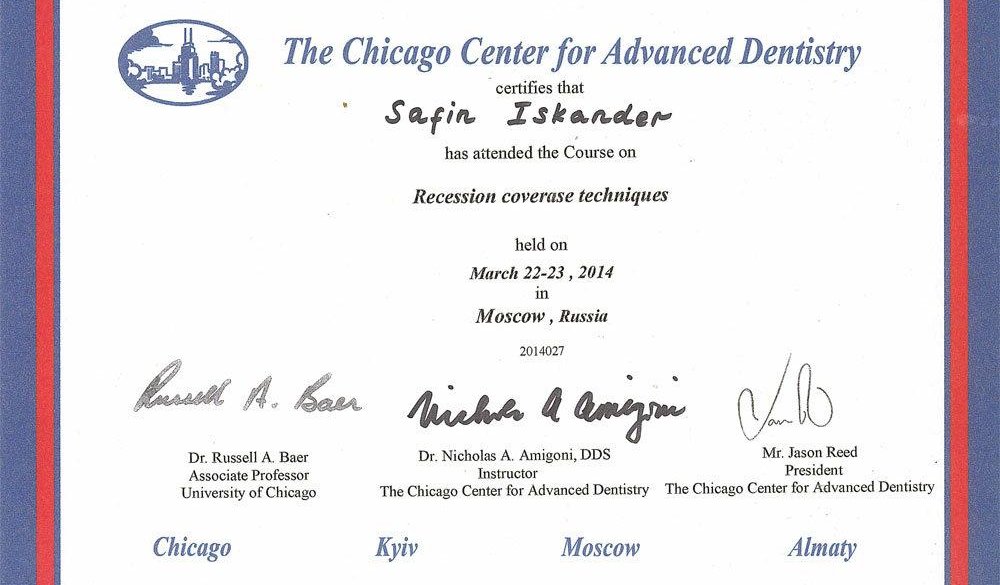 The Chicago Center for Advanced Dentistry
certifies that
Safin Iskander
has attended the Course on
Recession coverase techniques
held on
March 22-23 , 2014
in
Moscow , Russia
2014027
Russell A. Baer
Nicholas A Amigoni
Dr. Russell A. Baer
Associate Professor
University of Chicago
Dr. Nicholas A. Amigoni, DDS
Instructor
The Chicago Center for Advanced Dentistry
Mr. Jason Reed
President
The Chicago Center for Advanced Dentistry
Chicago Kyiv Moscow Almaty